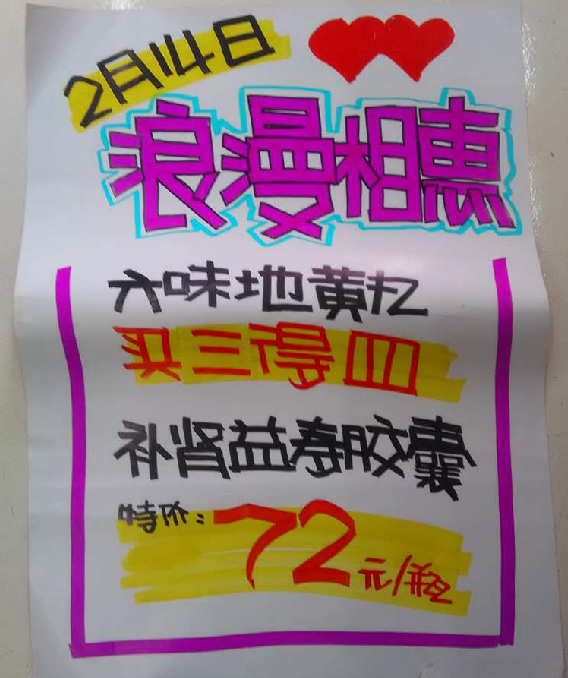 2月14日
浪漫相惠
六味地黄丸
买三得四
补肾益寿胶囊
特价：72元/瓶